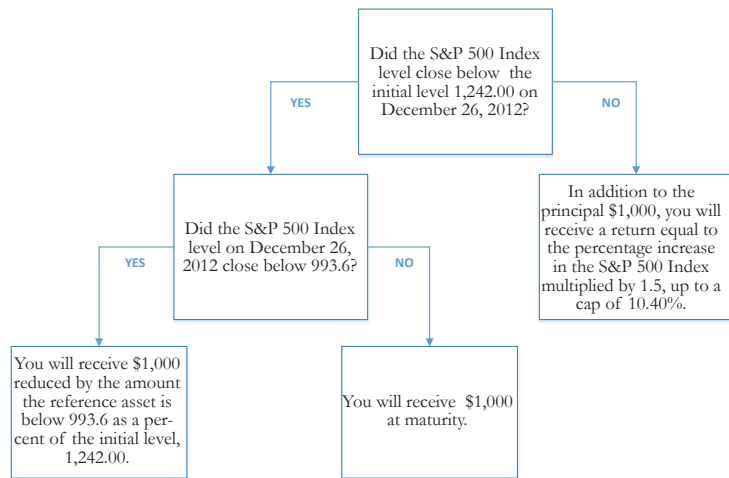 Did the S&P 500 Index
level close below the
initial level 1,242.00 on
December 26, 2012?
YES
NO
Did the S&P 500 Index
level on December 26,
2012 close below 993.6?
In addition to the
principal $1,000, you will
receive a return equal to
the percentage increase
in the S&P 500 Index
multiplied by 1.5, up to a
cap of 10.40%.
YES
NO
You will receive $1,000
reduced by the amount
the reference asset is
below 993.6 as a per-
cent of the initial level,
1,242.00.
You will receive $1,000
at maturity.